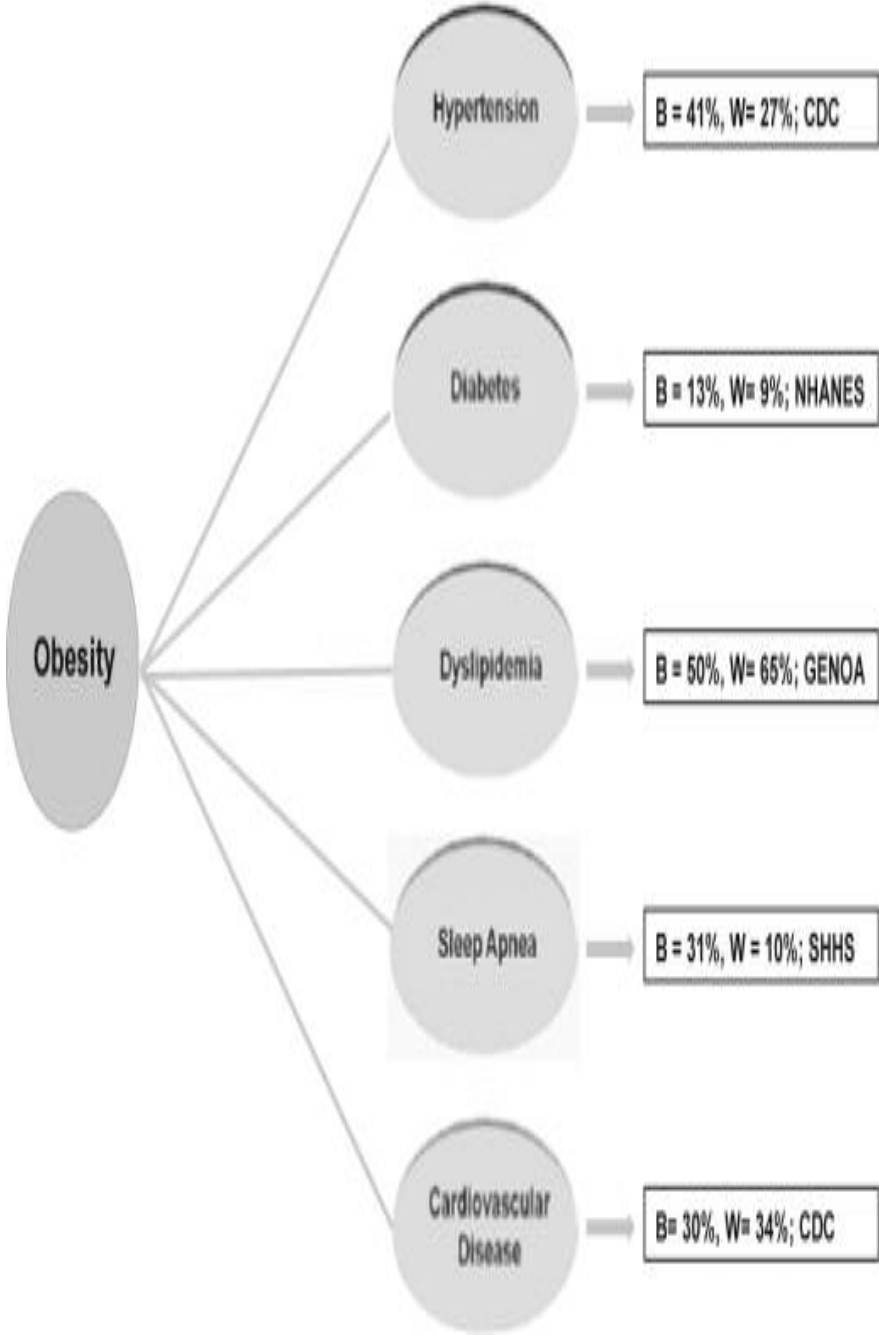 Hypertension
B = 41%, W= 27%; CDC
Diabetes
B = 13%, W= 9%; NHANES
Obesity
Dyslipidemia
B = 50%, W= 65%; GENOA
Sleep Apnea
B = 31%, W = 10%; SHHS
Cardiovascular
Disease
B= 30%, W= 34%; CDC